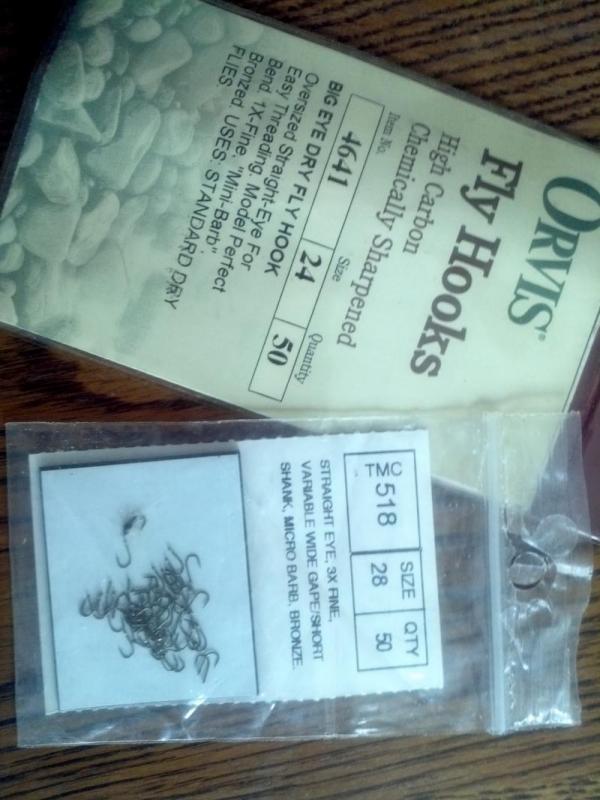 ORVIS®
Fly Hooks
High Carbon
Chemically Sharpened
Item No. Size Quantity
4641 24 50
BIG EYE DRY FLY HOOK
Oversized Straight-Eye For
Easy Threading, Model Perfect
Bend, 1X-Fine, "Mini-Barb"
Bronzed, USES: STANDARD DRY
FLIES
SIZE QTY
TMC 518 28 50
STRAIGHT EYE, 3X FINE,
VARIABLE WIDE GAPE/SHORT
SHANK, MICRO BARB, BRONZE.